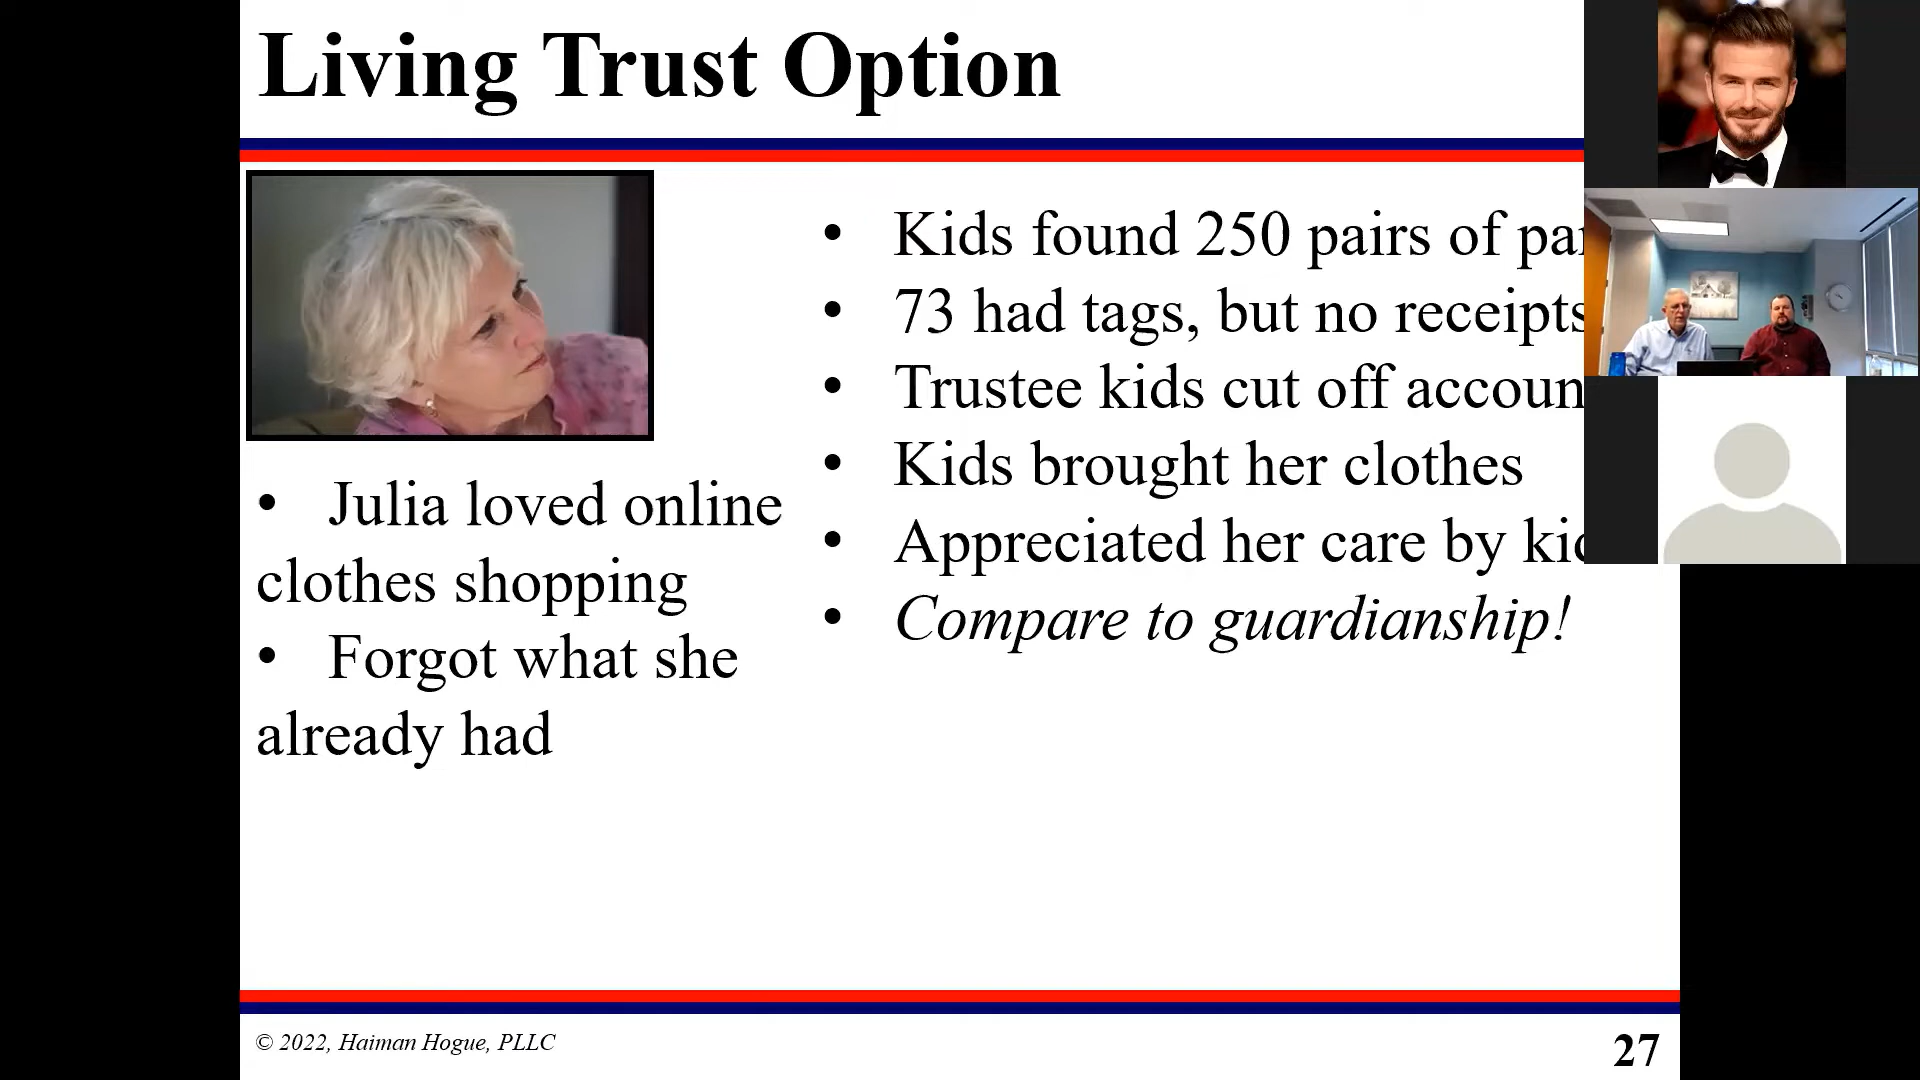 Living Trust Option
• Julia loved online
clothes shopping
• Forgot what she
already had
• Kids found 250 pairs of
• 73 had tags, but no receipts
• Trustee kids cut off
• Kids brought her clothes
• Appreciated her care by
• Compare to guardianship!
© 2022, Haiman Hogue, PLLC
27